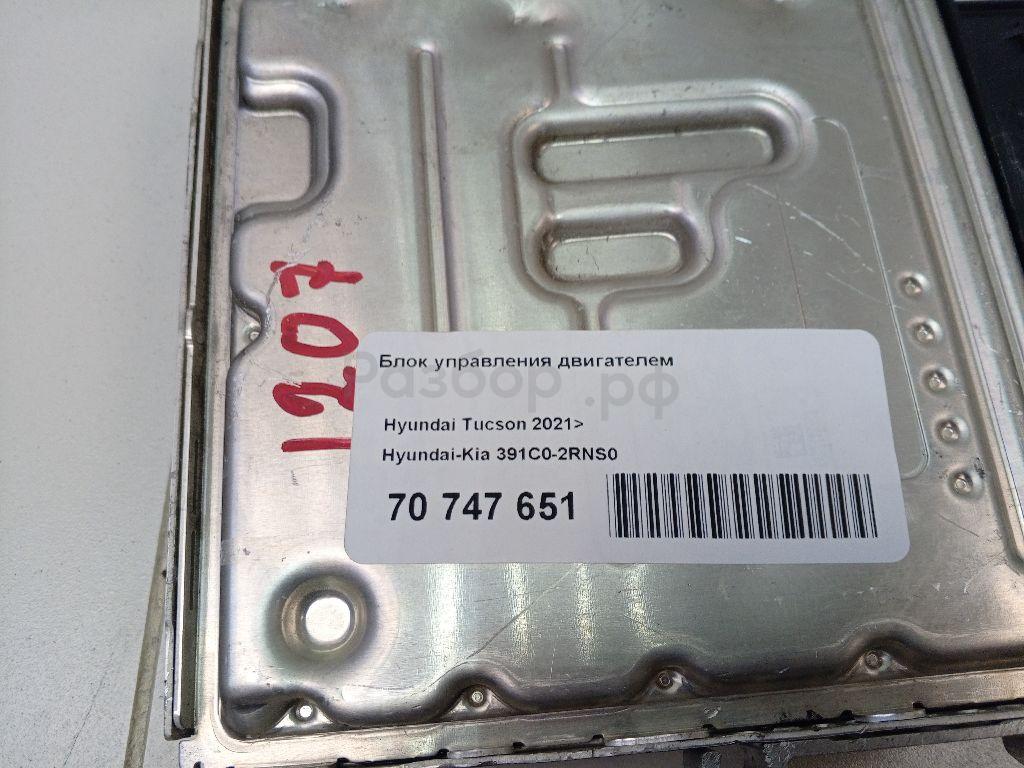 1207
Блок управления двигателем
Разбор.рф
Hyundai Tucson 2021>
Hyundai-Kia 391C0-2RNS0
70 747 651